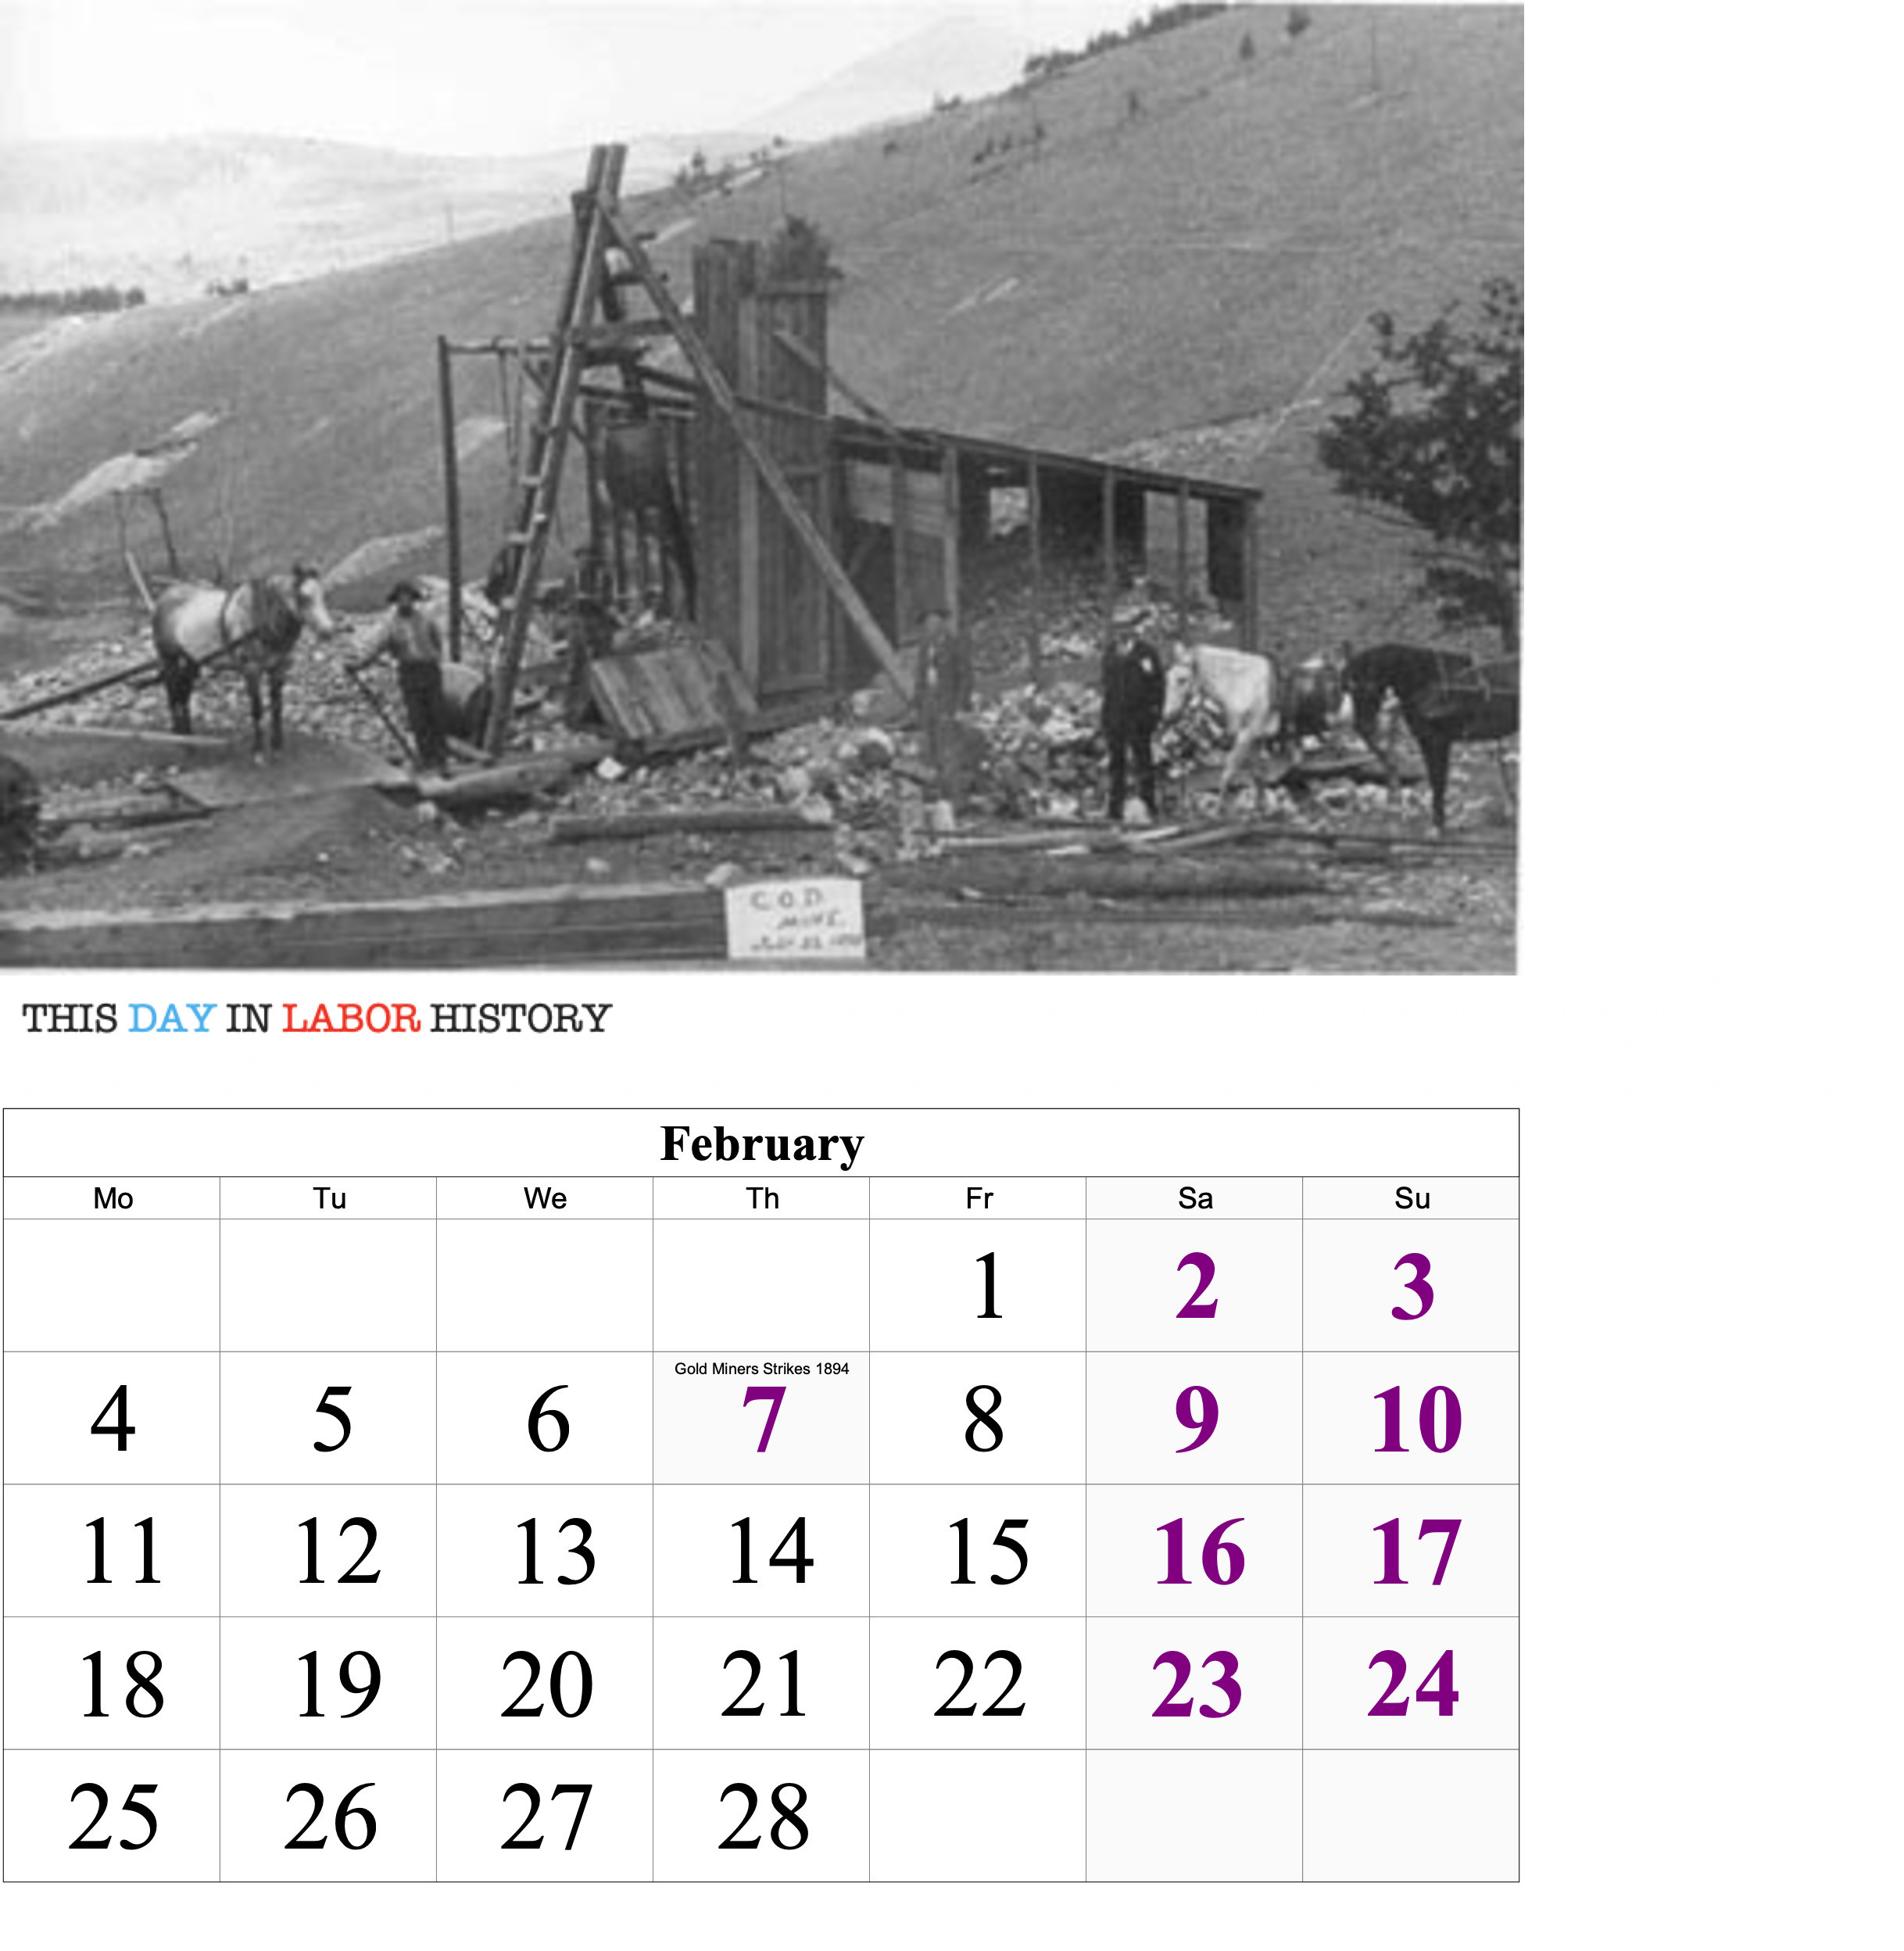 C.O.D.
MINE.
THIS DAY IN LABOR HISTORY
February
Mo Tu We Th Fr Sa Su
1 2 3
Gold Miners Strikes 1894
4 5 6 7 8 9 10
11 12 13 14 15 16 17
18 19 20 21 22 23 24
25 26 27 28